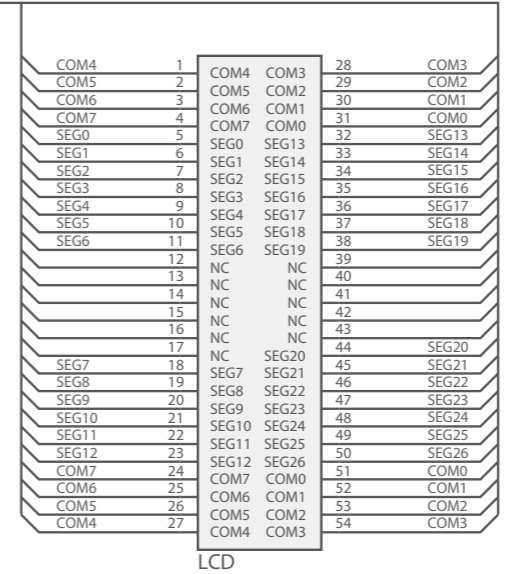 COM4 1 COM4 COM3 28 COM3
COM5 2 COM5 COM2 29 COM2
COM6 3 COM6 COM1 30 COM1
COM7 4 COM7 COM0 31 COM0
SEG0 5 SEG0 SEG13 32 SEG13
SEG1 6 SEG1 SEG14 33 SEG14
SEG2 7 SEG2 SEG15 34 SEG15
SEG3 8 SEG3 SEG16 35 SEG16
SEG4 9 SEG4 SEG17 36 SEG17
SEG5 10 SEG5 SEG18 37 SEG18
SEG6 11 SEG6 SEG19 38 SEG19
12 NC NC 39
13 NC NC 40
14 NC NC 41
15 NC NC 42
16 NC NC 43
17 NC SEG20 44 SEG20
SEG7 18 SEG7 SEG21 45 SEG21
SEG8 19 SEG8 SEG22 46 SEG22
SEG9 20 SEG9 SEG23 47 SEG23
SEG10 21 SEG10 SEG24 48 SEG24
SEG11 22 SEG11 SEG25 49 SEG25
SEG12 23 SEG12 SEG26 50 SEG26
COM7 24 COM7 COM0 51 COM0
COM6 25 COM6 COM1 52 COM1
COM5 26 COM5 COM2 53 COM2
COM4 27 COM4 COM3 54 COM3
LCD